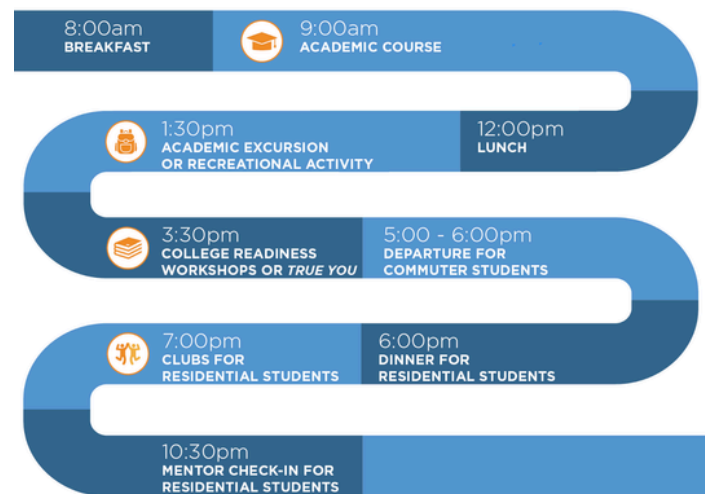 8:00am
BREAKFAST
9:00am
ACADEMIC COURSE
12:00pm
LUNCH
1:30pm
ACADEMIC EXCURSION
OR RECREATIONAL ACTIVITY
3:30pm
COLLEGE READINESS
WORKSHOPS OR TRUE YOU
5:00 - 6:00pm
DEPARTURE FOR
COMMUTER STUDENTS
6:00pm
DINNER FOR
RESIDENTIAL STUDENTS
7:00pm
CLUBS FOR
RESIDENTIAL STUDENTS
10:30pm
MENTOR CHECK-IN FOR
RESIDENTIAL STUDENTS